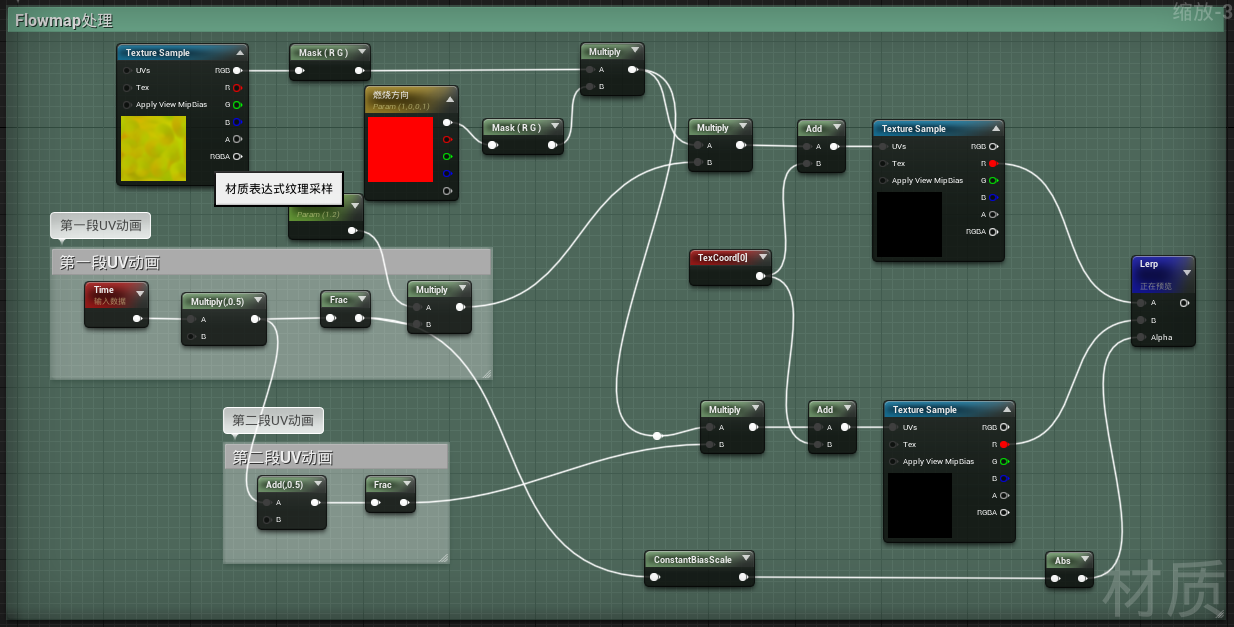 Flowmap处理
缩放-3
Texture Sample
UVs
RGB
Tex
R
Apply View MipBias
G
B
A
RGBA
Mask ( R G )
燃烧方向
Param (1,0,0,1)
Mask ( R G )
Multiply
A
B
材质表达式纹理采样
Param (1.2)
第一段UV动画
第一段UV动画
Time
输入数据
Multiply(,0.5)
A
B
Frac
Multiply
A
B
第二段UV动画
第二段UV动画
Add(,0.5)
A
B
Frac
Multiply
A
B
Add
A
B
Texture Sample
UVs
RGB
Tex
R
Apply View MipBias
G
B
A
RGBA
TexCoord[0]
Lerp
正在预览
A
B
Alpha
Multiply
A
B
Add
A
B
Texture Sample
UVs
RGB
Tex
R
Apply View MipBias
G
B
A
RGBA
ConstantBiasScale
Abs
材质